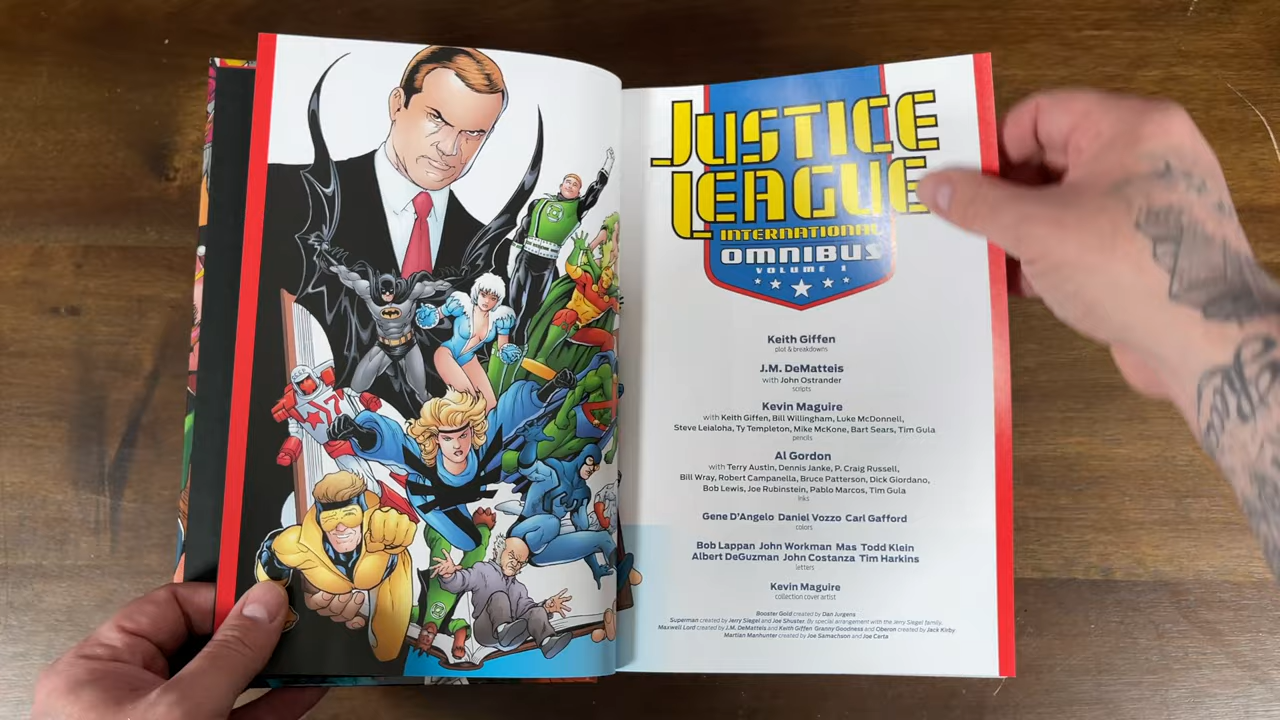 JUSTICE
LEAGUE
INTERNATIONAL
OMNIBUS
VOLUME 1
Keith Giffen
plot & breakdowns
J.M. DeMatteis
with John Ostrander
scripts
Kevin Maguire
with Keith Giffen, Bill Willingham, Luke McDonnell,
Steve Leialoha, Ty Templeton, Mike McKone, Bart Sears, Tim Gula
pencils
Al Gordon
with Terry Austin, Dennis Janke, P. Craig Russell,
Bill Wray, Robert Campanella, Bruce Patterson, Dick Giordano,
Bob Lewis, Joe Rubinstein, Pablo Marcos, Tim Gula
inks
Gene D'Angelo Daniel Vozzo Carl Gafford
colors
Bob Lappan John Workman Mas Todd Klein
Albert DeGuzman John Costanza Tim Harkins
letters
Kevin Maguire
collection cover artist
Booster Gold created by Dan Jurgens
Superman created by Jerry Siegel and Joe Shuster. By special arrangement with the Jerry Siegel family.
Maxwell Lord created by J.M. DeMatteis and Keith Giffen Granny Goodness and Oberon created by Jack Kirby
Martian Manhunter created by Joe Samachson and Joe Certa